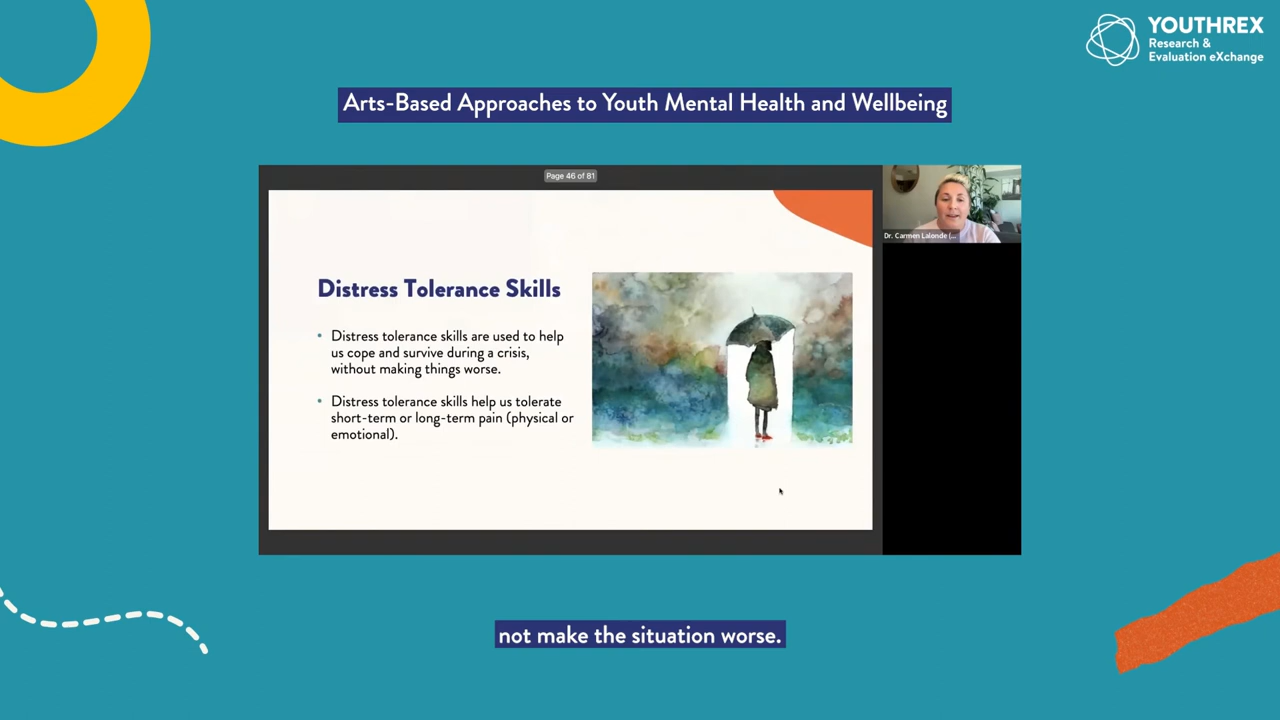 YOUTHREX
Research &
Evaluation eXchange
Arts-Based Approaches to Youth Mental Health and Wellbeing
Page 46 of 81
Dr. Carmen Lalonde (...
Distress Tolerance Skills
• Distress tolerance skills are used to help
us cope and survive during a crisis,
without making things worse.
• Distress tolerance skills help us tolerate
short-term or long-term pain (physical or
emotional).
not make the situation worse.